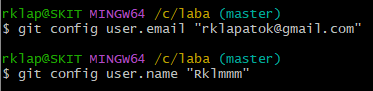 rklap@SKIT MINGW64 /c/laba (master)
$ git config user.email "rklapatok@gmail.com"
rklap@SKIT MINGW64 /c/laba (master)
$ git config user.name "Rklmmm"